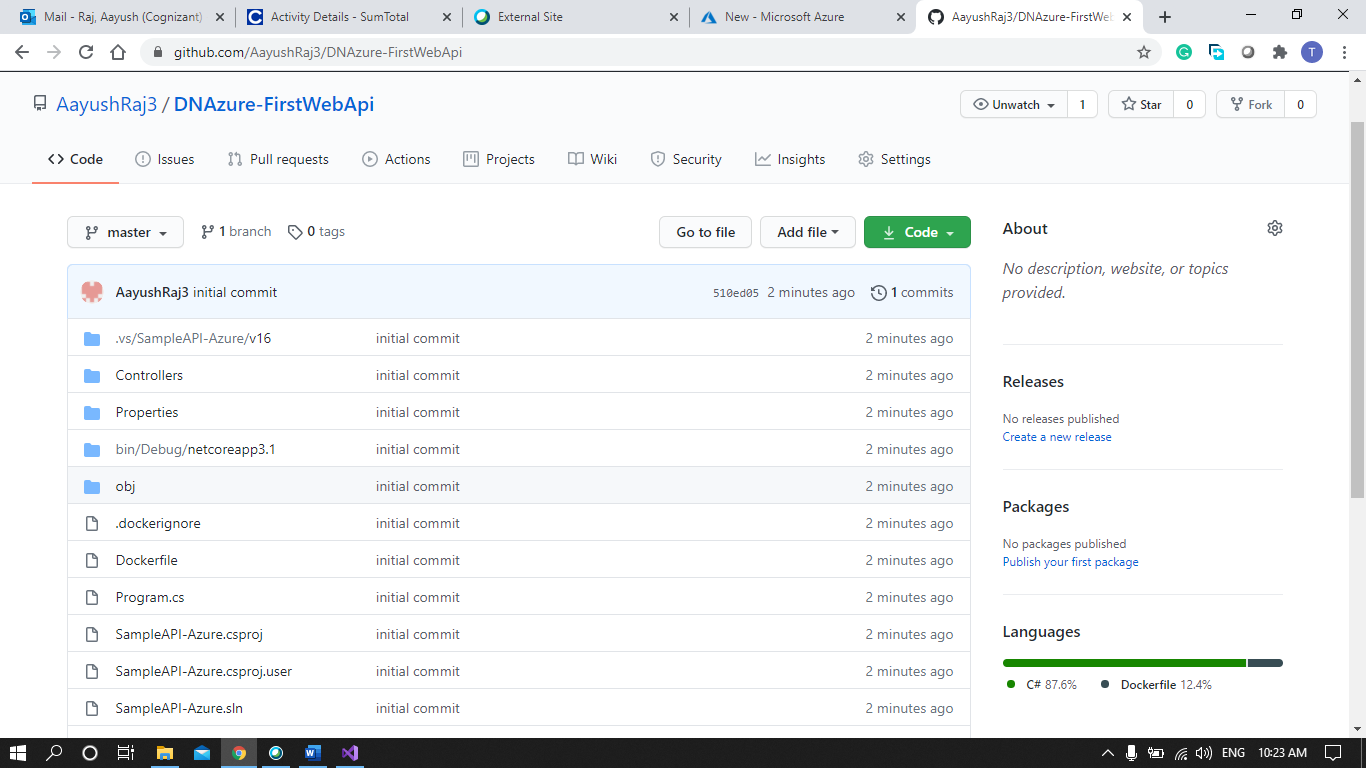 Mail - Raj, Aayush (Cognizant)
Activity Details - SumTotal
External Site
New - Microsoft Azure
AayushRaj3/DNAzure-FirstWeb
github.com/AayushRaj3/DNAzure-FirstWebApi
T
AayushRaj3 / DNAzure-FirstWebApi
Unwatch 1
Star 0
Fork 0
Code
Issues
Pull requests
Actions
Projects
Wiki
Security
Insights
Settings
master
1 branch
0 tags
Go to file
Add file
Code
AayushRaj3 initial commit 510ed05 2 minutes ago 1 commits
.vs/SampleAPI-Azure/v16 initial commit 2 minutes ago
Controllers initial commit 2 minutes ago
Properties initial commit 2 minutes ago
bin/Debug/netcoreapp3.1 initial commit 2 minutes ago
obj initial commit 2 minutes ago
.dockerignore initial commit 2 minutes ago
Dockerfile initial commit 2 minutes ago
Program.cs initial commit 2 minutes ago
SampleAPI-Azure.csproj initial commit 2 minutes ago
SampleAPI-Azure.csproj.user initial commit 2 minutes ago
SampleAPI-Azure.sln initial commit 2 minutes ago
About
No description, website, or topics
provided.
Releases
No releases published
Create a new release
Packages
No packages published
Publish your first package
Languages
C# 87.6% Dockerfile 12.4%
ENG 10:23 AM